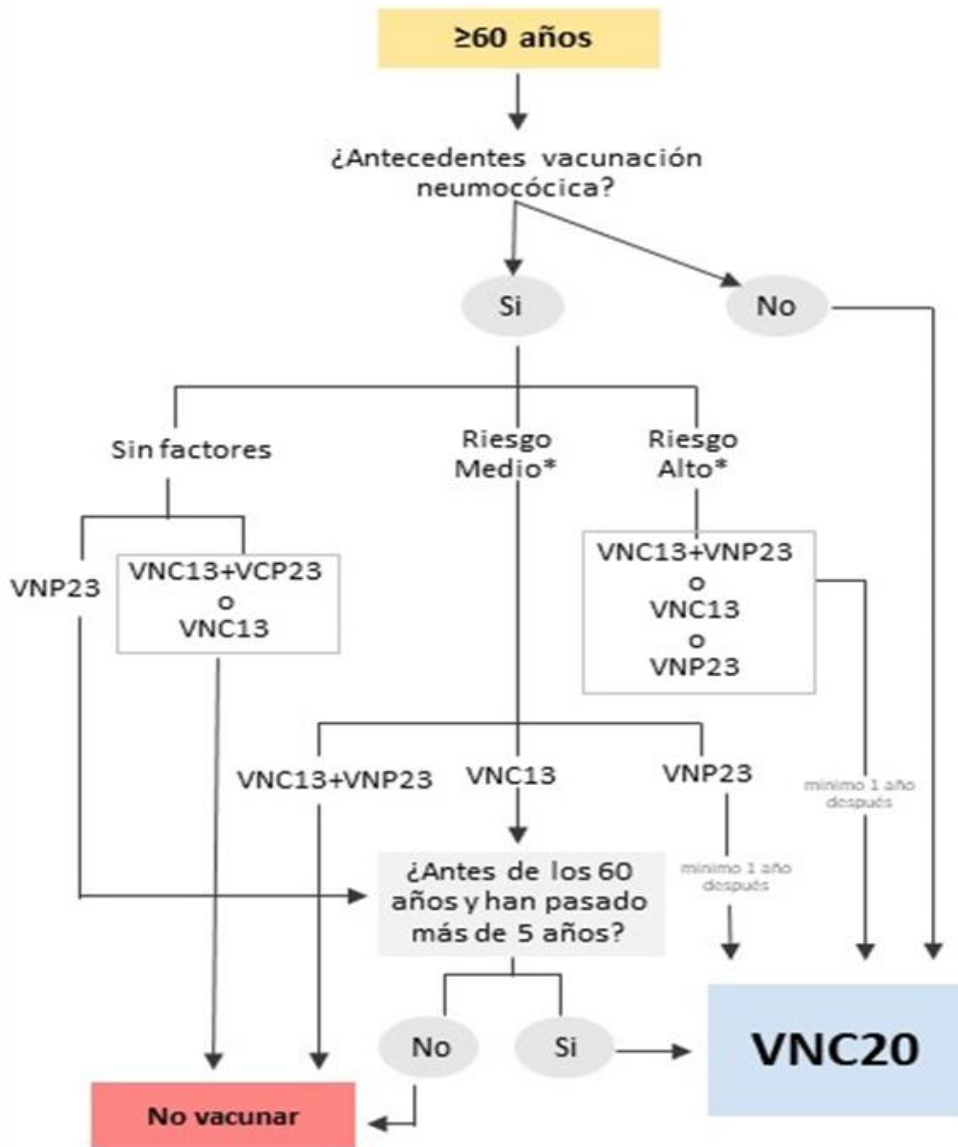 ≥60 años
¿Antecedentes vacunación
neumocócica?
Si
No
Sin factores
Riesgo
Medio*
Riesgo
Alto*
VNP23
VNC13+VCP23
o
VNC13
VNC13+VNP23
o
VNC13
o
VNP23
VNC13+VNP23
VNC13
VNP23
mínimo 1 año
después
mínimo 1 año
después
¿Antes de los 60
años y han pasado
más de 5 años?
No
Si
VNC20
No vacunar